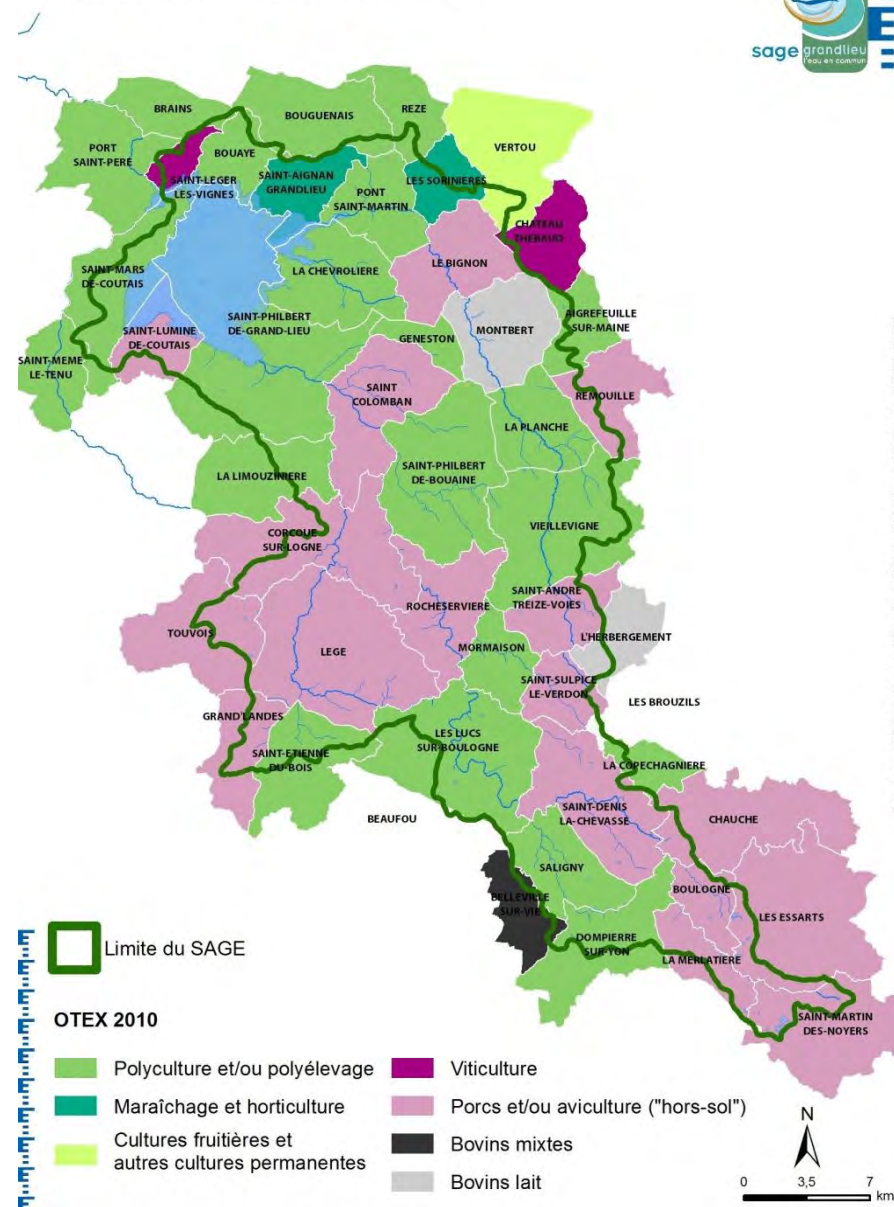 sage grandlieu
l'eau en commun
E
BRAINS
BOUGUENAIS
REZE
PORT
SAINT-PERE
BOUAYE
VERTOU
SAINT-LEGER
LES-VIGNES
SAINT-AIGNAN
GRANDLIEU
LES SORINIERES
PONT
SAINT-MARTIN
CHATEAU
THEBAUD
SAINT-MARS
DE-COUTAIS
LA CHEVROLIERE
LE BIGNON
SAINT-PHILBERT
DE-GRAND-LIEU
AIGREFEUILLE
SUR-MAINE
SAINT-LUMINE
DE-COUTAIS
GENESTON
MONTBERT
SAINT-MEME
LE-TENU
SAINT
COLOMBAN
REMOUILLE
LA PLANCHE
LA LIMOUZINIERE
SAINT-PHILBERT
DE-BOUAINE
VIEILLEVIGNE
CORCOUE
SUR-LOGNE
SAINT-ANDRE
TREIZE-VOIES
ROCHESERVIERE
TOUVOIS
LEGE
MORMAISON
L'HERBERGEMENT
SAINT-SULPICE
LE-VERDON
LES BROUZILS
GRAND'LANDES
SAINT-ETIENNE
DU-BOIS
LES LUCS
SUR-BOULOGNE
LA COPECHAGNIERE
BEAUFOU
SAINT-DENIS
LA-CHEVASSE
CHAUCHE
SALIGNY
BELLEVILLE
SUR-VIE
BOULOGNE
LES ESSARTS
DOMPIERRE
SUR-YON
LA MERLATIERE
SAINT-MARTIN
DES-NOYERS
Limite du SAGE
OTEX 2010
Polyculture et/ou polyélevage
Maraîchage et horticulture
Cultures fruitières et
autres cultures permanentes
Viticulture
Porcs et/ou aviculture ("hors-sol")
Bovins mixtes
Bovins lait
N
0 3,5 7
km